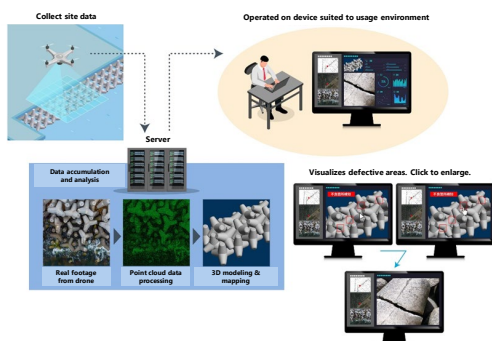 Collect site data
Operated on device suited to usage environment
Server
Data accumulation
and analysis
Real footage
from drone
Point cloud data
processing
3D modeling &
mapping
Visualizes defective areas. Click to enlarge.